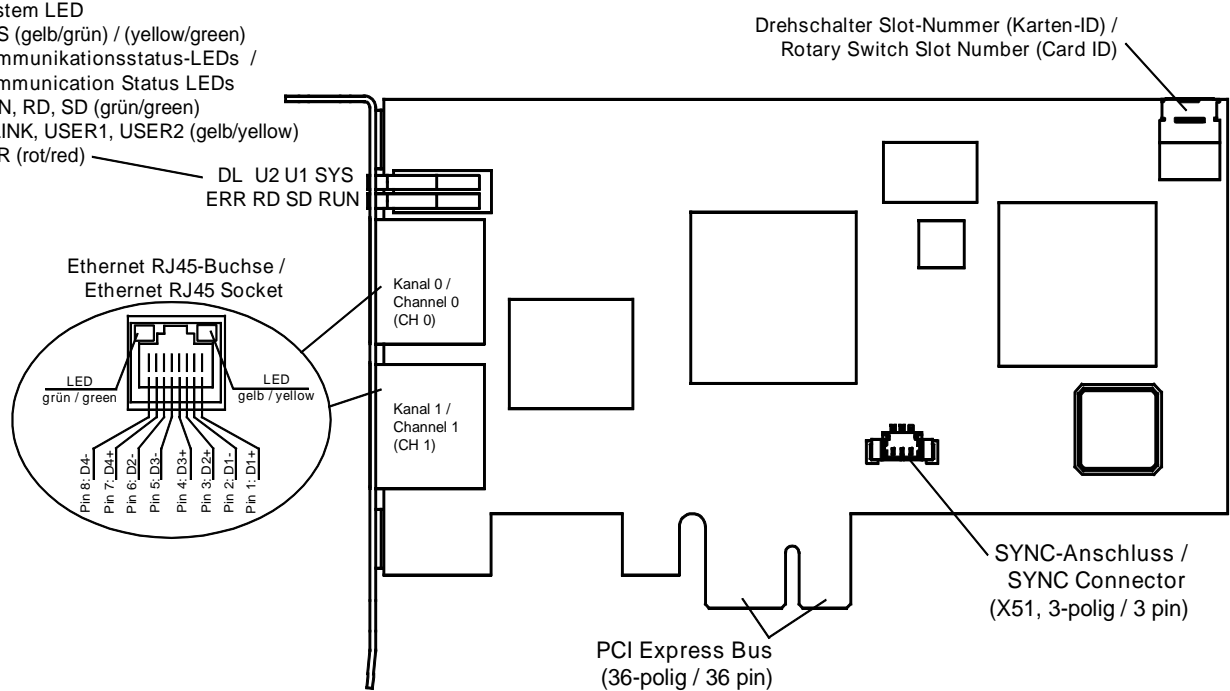 stem LED
S (gelb/grün) / (yellow/green)
mmunikationsstatus-LEDs /
mmunication Status LEDs
N, RD, SD (grün/green)
LINK, USER1, USER2 (gelb/yellow)
R (rot/red)
Drehschalter Slot-Nummer (Karten-ID) /
Rotary Switch Slot Number (Card ID)
DL U2 U1 SYS
ERR RD SD RUN
Ethernet RJ45-Buchse /
Ethernet RJ45 Socket
LED
grün / green
LED
gelb / yellow
Pin 8: D4-
Pin 7: D4+
Pin 6: D2-
Pin 5: D3-
Pin 4: D3+
Pin 3: D2+
Pin 2: D1-
Pin 1: D1+
Kanal 0 /
Channel 0
(CH 0)
Kanal 1 /
Channel 1
(CH 1)
SYNC-Anschluss /
SYNC Connector
(X51, 3-polig / 3 pin)
PCI Express Bus
(36-polig / 36 pin)